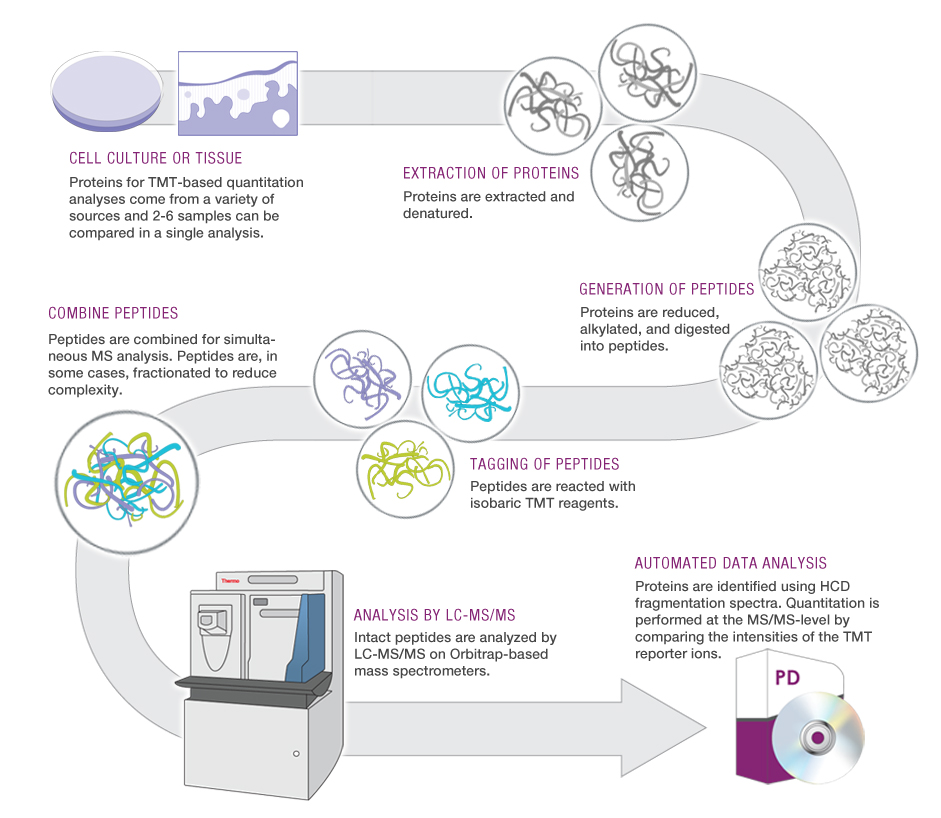 CELL CULTURE OR TISSUE
Proteins for TMT-based quantitation
analyses come from a variety of
sources and 2-6 samples can be
compared in a single analysis.
EXTRACTION OF PROTEINS
Proteins are extracted and
denatured.
GENERATION OF PEPTIDES
Proteins are reduced,
alkylated, and digested
into peptides.
COMBINE PEPTIDES
Peptides are combined for simulta-
neous MS analysis. Peptides are, in
some cases, fractionated to reduce
complexity.
TAGGING OF PEPTIDES
Peptides are reacted with
isobaric TMT reagents.
Thermo
ANALYSIS BY LC-MS/MS
Intact peptides are analyzed by
LC-MS/MS on Orbitrap-based
mass spectrometers.
AUTOMATED DATA ANALYSIS
Proteins are identified using HCD
fragmentation spectra. Quantitation is
performed at the MS/MS-level by
comparing the intensities of the TMT
reporter ions.
PD